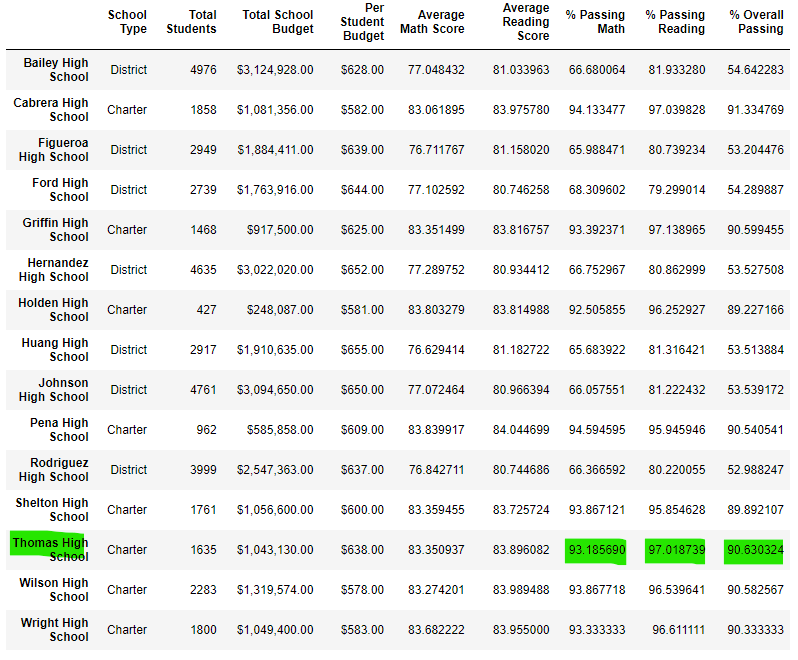 School Type Total Students Total School Budget Per Student Budget Average Math Score Average Reading Score % Passing Math % Passing Reading % Overall Passing
Bailey High School District 4976 $3,124,928.00 $628.00 77.048432 81.033963 66.680064 81.933280 54.642283
Cabrera High School Charter 1858 $1,081,356.00 $582.00 83.061895 83.975780 94.133477 97.039828 91.334769
Figueroa High School District 2949 $1,884,411.00 $639.00 76.711767 81.158020 65.988471 80.739234 53.204476
Ford High School District 2739 $1,763,916.00 $644.00 77.102592 80.746258 68.309602 79.299014 54.289887
Griffin High School Charter 1468 $917,500.00 $625.00 83.351499 83.816757 93.392371 97.138965 90.599455
Hernandez High School District 4635 $3,022,020.00 $652.00 77.289752 80.934412 66.752967 80.862999 53.527508
Holden High School Charter 427 $248,087.00 $581.00 83.803279 83.814988 92.505855 96.252927 89.227166
Huang High School District 2917 $1,910,635.00 $655.00 76.629414 81.182722 65.683922 81.316421 53.513884
Johnson High School District 4761 $3,094,650.00 $650.00 77.072464 80.966394 66.057551 81.222432 53.539172
Pena High School Charter 962 $585,858.00 $609.00 83.839917 84.044699 94.594595 95.945946 90.540541
Rodriguez High School District 3999 $2,547,363.00 $637.00 76.842711 80.744686 66.366592 80.220055 52.988247
Shelton High School Charter 1761 $1,056,600.00 $600.00 83.359455 83.725724 93.867121 95.854628 89.892107
Thomas High School Charter 1635 $1,043,130.00 $638.00 83.350937 83.896082 93.185690 97.018739 90.630324
Wilson High School Charter 2283 $1,319,574.00 $578.00 83.274201 83.989488 93.867718 96.539641 90.582567
Wright High School Charter 1800 $1,049,400.00 $583.00 83.682222 83.955000 93.333333 96.611111 90.333333